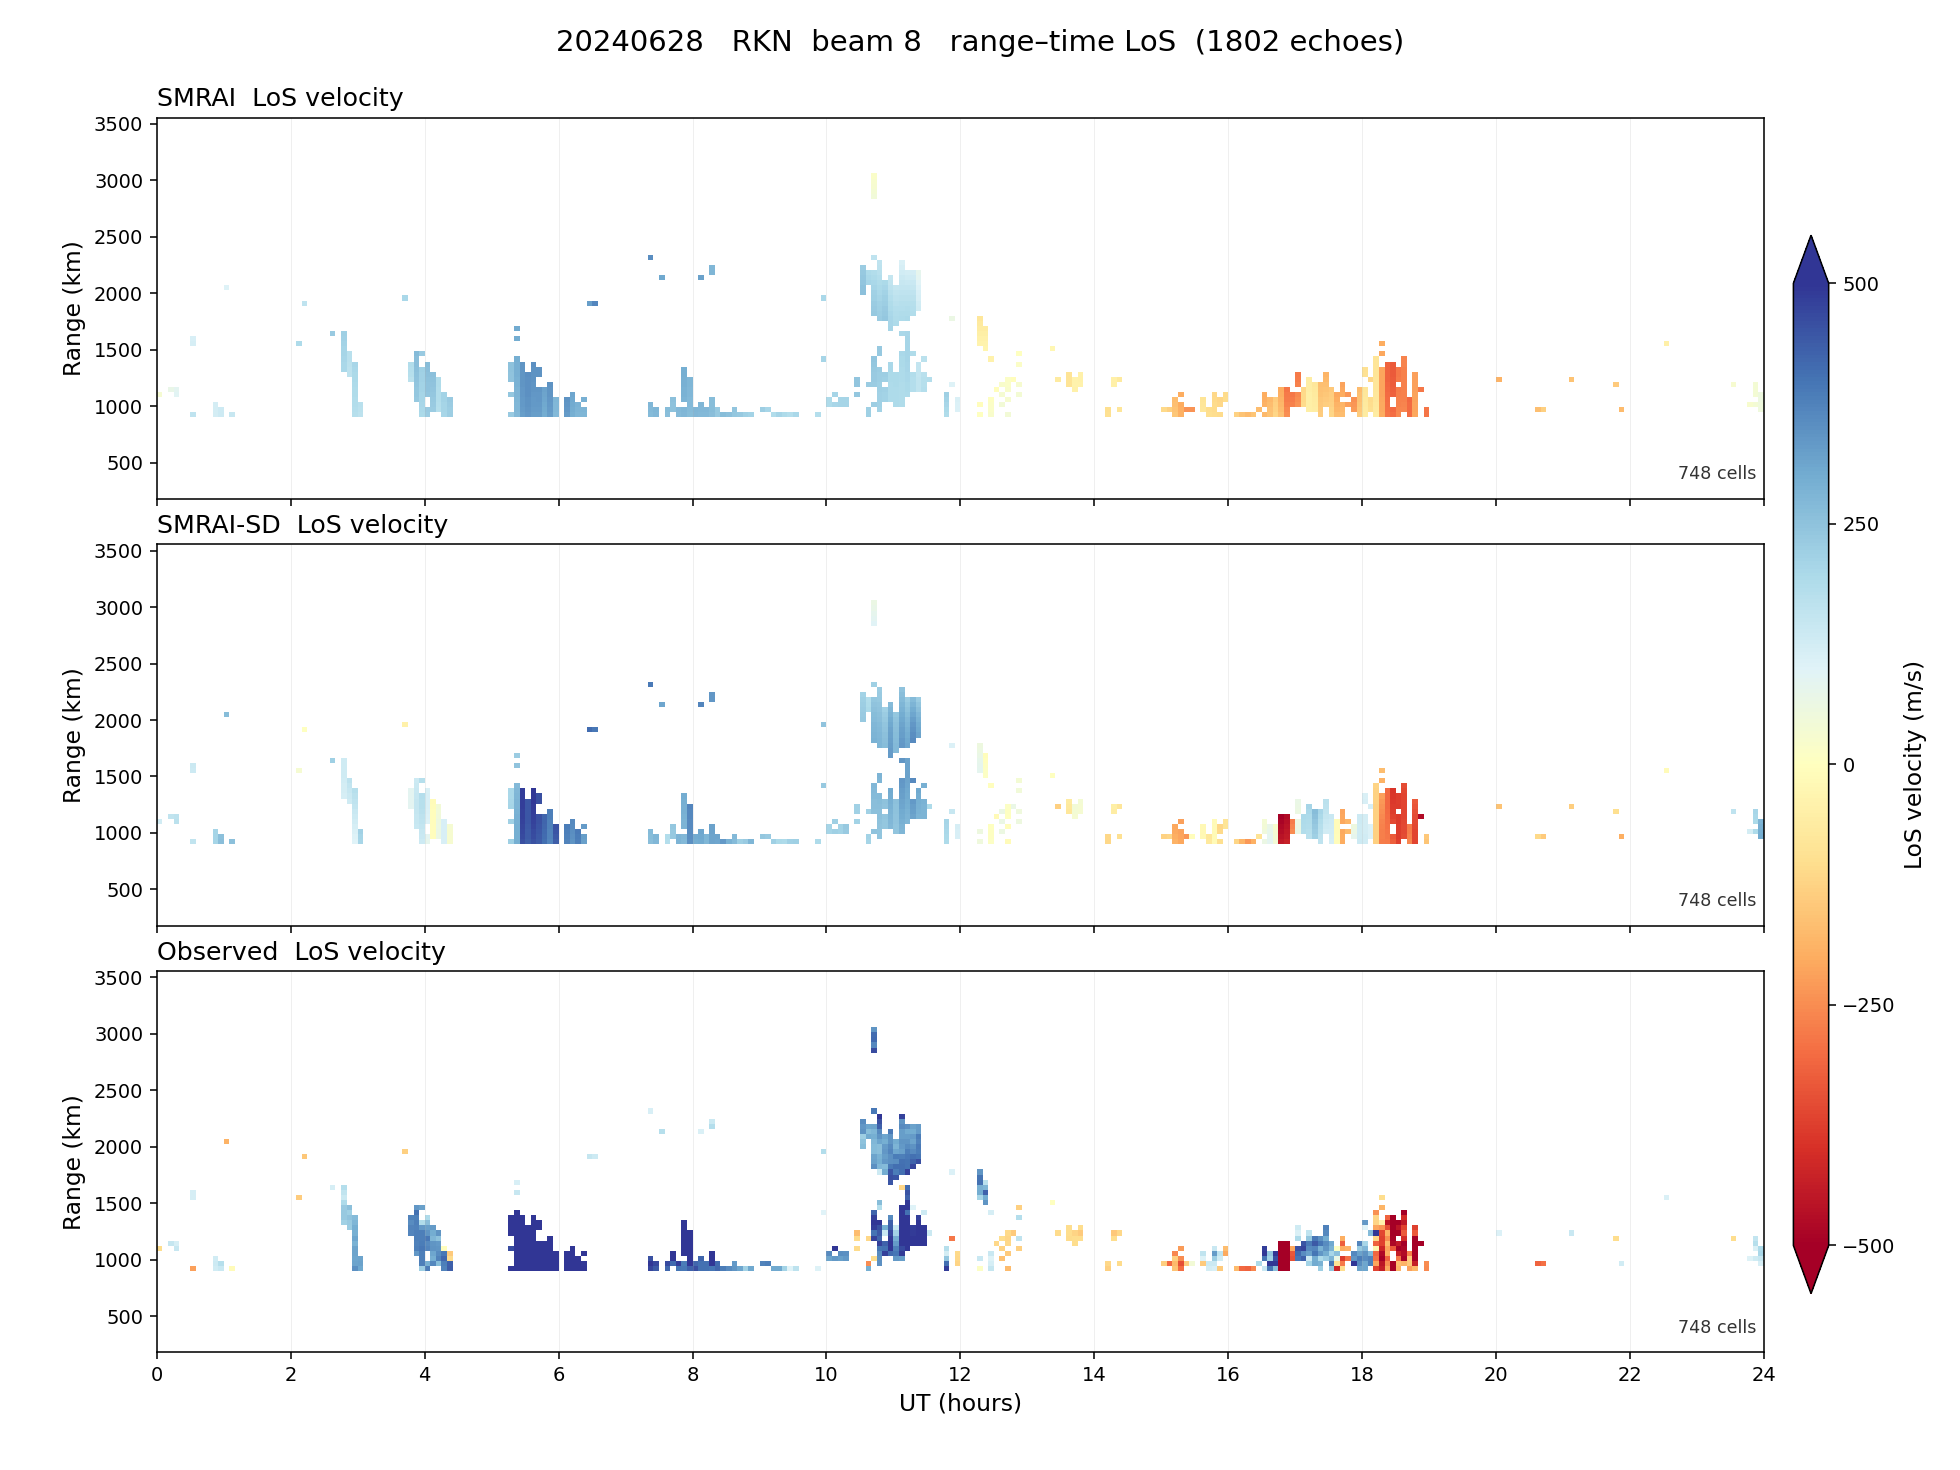 20240628   RKN  beam 8   range–time LoS  (1802 echoes)
SMRAI  LoS velocity
3500
3000
2500
2000
1500
1000
500
Range (km)
748 cells
SMRAI-SD  LoS velocity
3500
3000
2500
2000
1500
1000
500
Range (km)
748 cells
Observed  LoS velocity
3500
3000
2500
2000
1500
1000
500
Range (km)
748 cells
0 2 4 6 8 10 12 14 16 18 20 22 24
UT (hours)
500
250
0
−250
−500
LoS velocity (m/s)